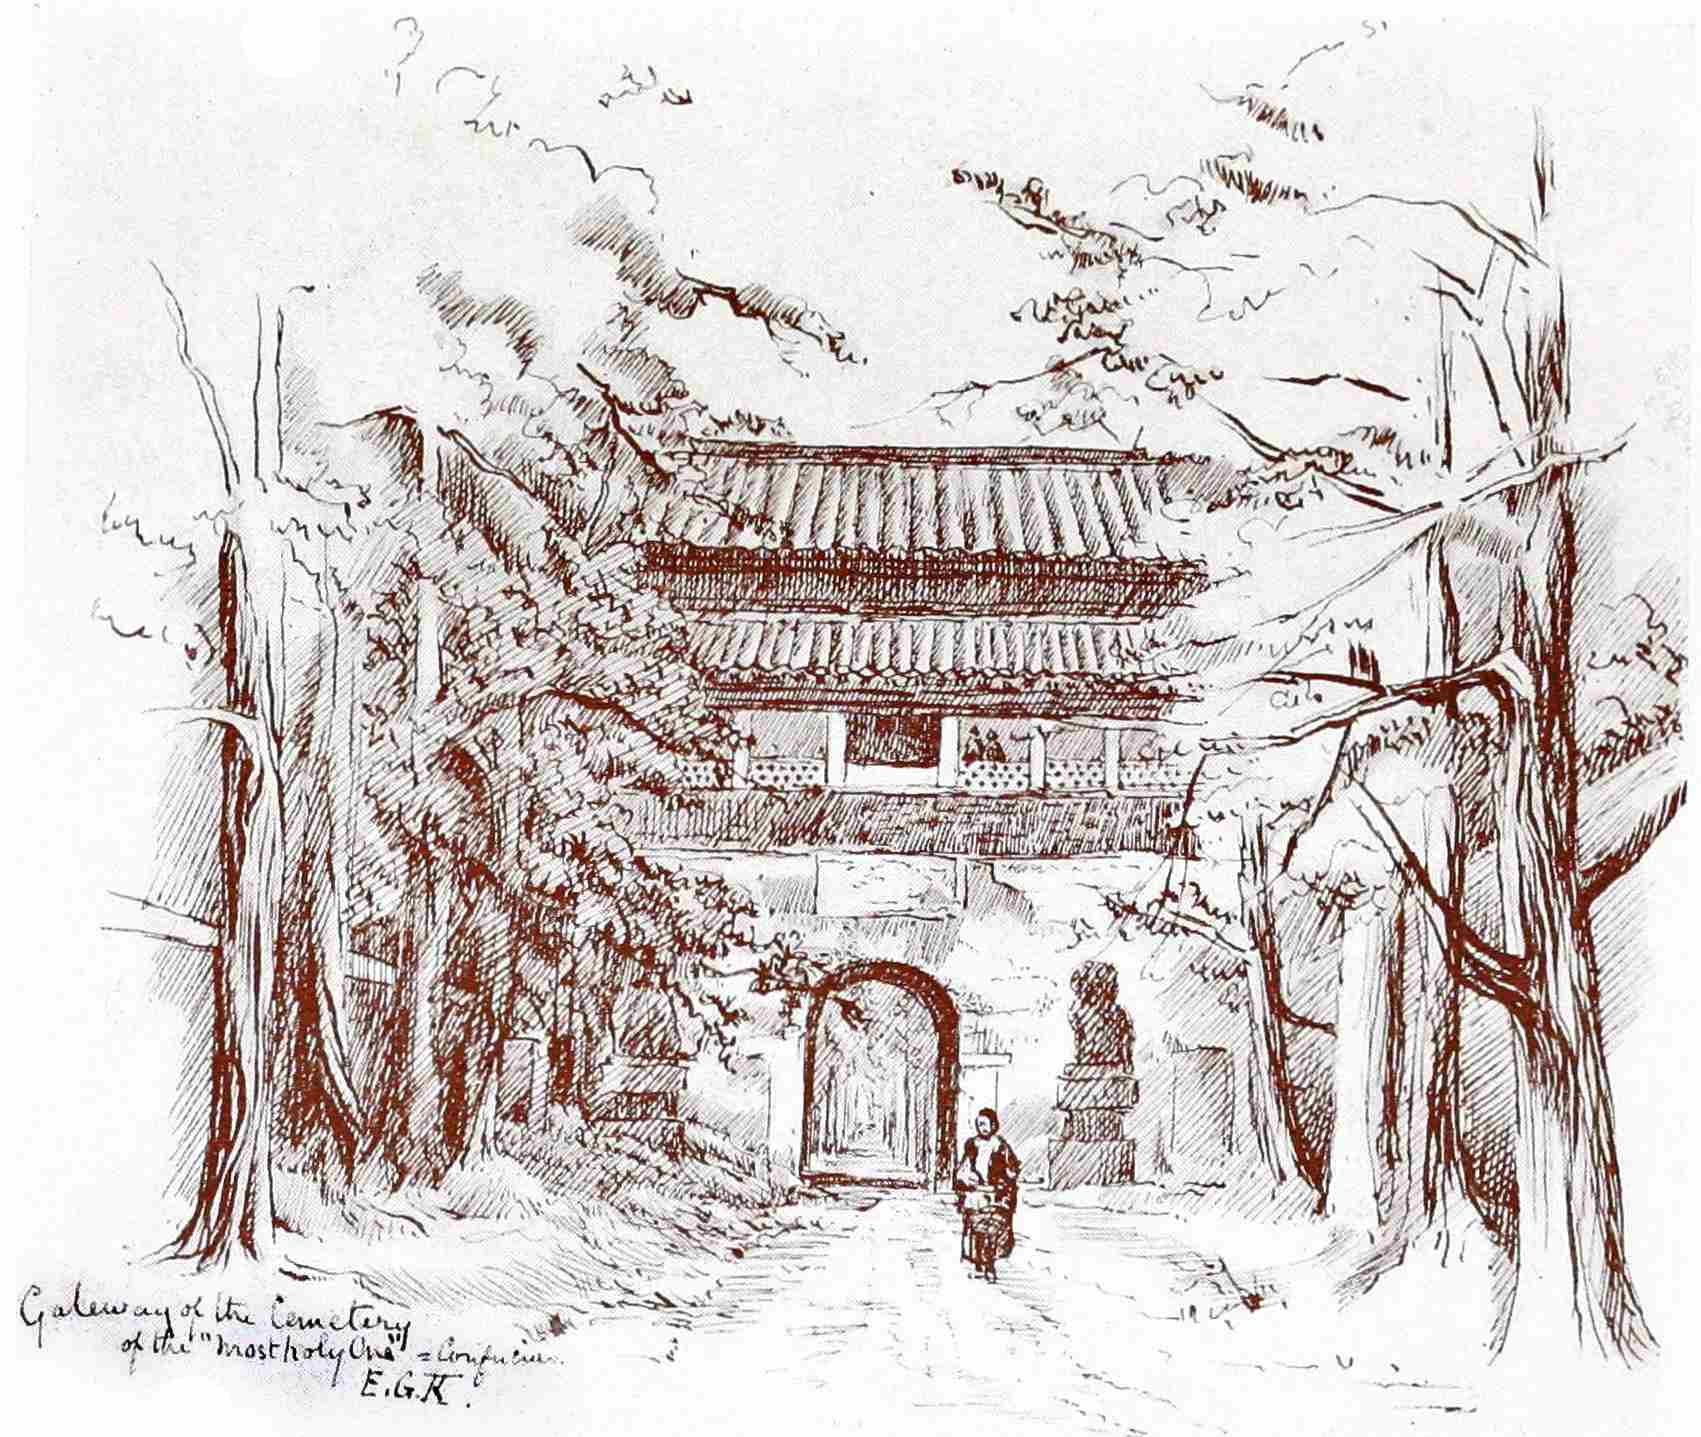 Gateway of the Cemetery
of the "Most holy One" = Confucius.
E.G.K.